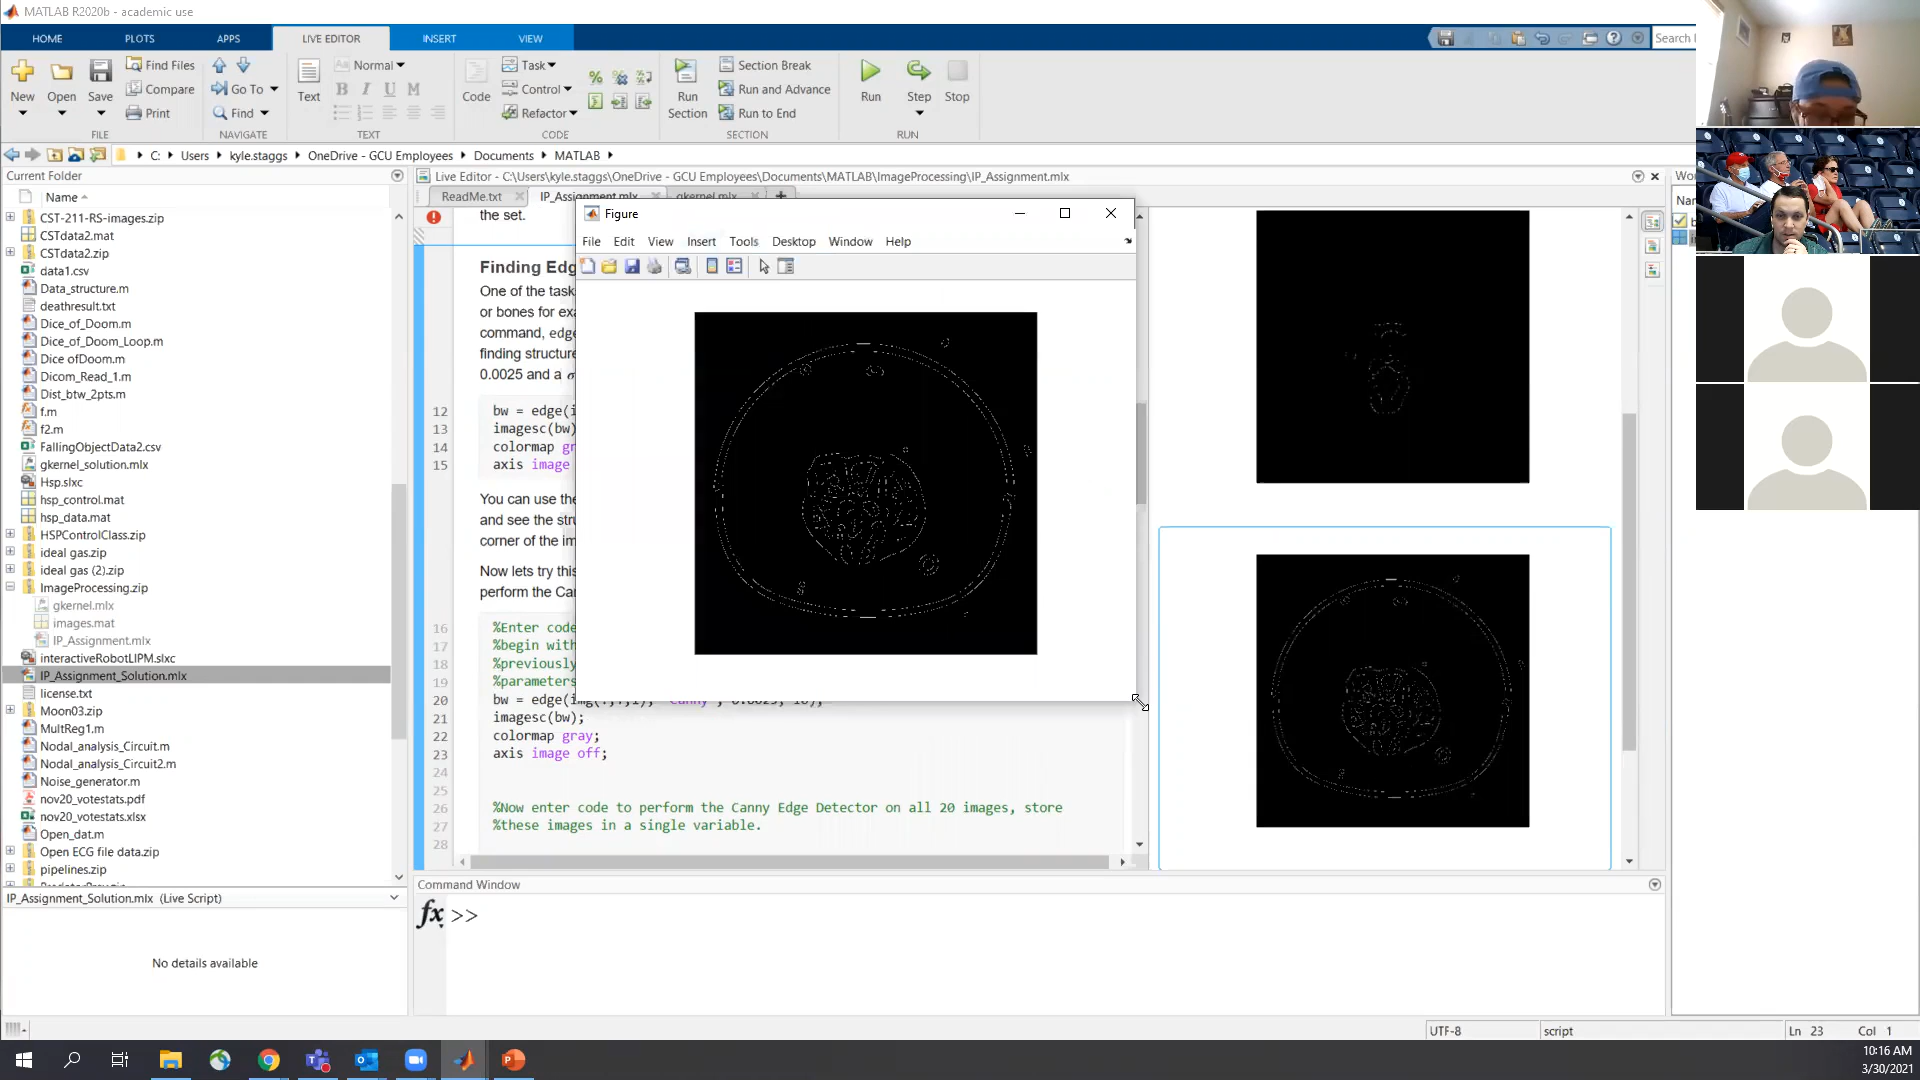 MATLAB R2020b - academic use
HOME PLOTS APPS LIVE EDITOR INSERT VIEW
Search
New Open Save Find Files Compare Print
Go To Find
Text Normal
B I U M
Code Task Control Refactor
Run Section Section Break Run and Advance Run to End
Run Step Stop
FILE NAVIGATE TEXT CODE SECTION RUN
C: Users kyle.staggs OneDrive - GCU Employees Documents MATLAB
Current Folder
Name
CST-211-RS-images.zip
CSTdata2.mat
CSTdata2.zip
data1.csv
Data_structure.m
deathresult.txt
Dice_of_Doom.m
Dice_of_Doom_Loop.m
Dice ofDoom.m
Dicom_Read_1.m
Dist_btw_2pts.m
f.m
f2.m
FallingObjectData2.csv
gkernel_solution.mlx
Hsp.slxc
hsp_control.mat
hsp_data.mat
HSPControlClass.zip
ideal gas.zip
ideal gas (2).zip
ImageProcessing.zip
gkernel.mlx
images.mat
IP_Assignment.mlx
interactiveRobotLIPM.slxc
IP_Assignment_Solution.mlx
license.txt
Moon03.zip
MultReg1.m
Nodal_analysis_Circuit.m
Nodal_analysis_Circuit2.m
Noise_generator.m
nov20_votestats.pdf
nov20_votestats.xlsx
Open_dat.m
Open ECG file data.zip
pipelines.zip
IP_Assignment_Solution.mlx (Live Script)
No details available
Live Editor - C:\Users\kyle.staggs\OneDrive - GCU Employees\Documents\MATLAB\ImageProcessing\IP_Assignment.mlx
ReadMe.txt IP_Assignment.mlx gkernel.mlx
the set.
Finding Edg
One of the task
or bones for exa
command, edge
finding structure
0.0025 and a σ
12 bw = edge(i
13 imagesc(bw)
14 colormap gr
15 axis image
You can use the
and see the stru
corner of the im
Now lets try this
perform the Ca
16 %Enter code
17 %begin with
18 %previously
19 %parameters
20 bw = edge(img
21 imagesc(bw);
22 colormap gray;
23 axis image off;
24
25
26 %Now enter code to perform the Canny Edge Detector on all 20 images, store
27 %these images in a single variable.
28
Figure
File Edit View Insert Tools Desktop Window Help
Command Window
fx >>
UTF-8 script Ln 23 Col 1
10:16 AM
3/30/2021